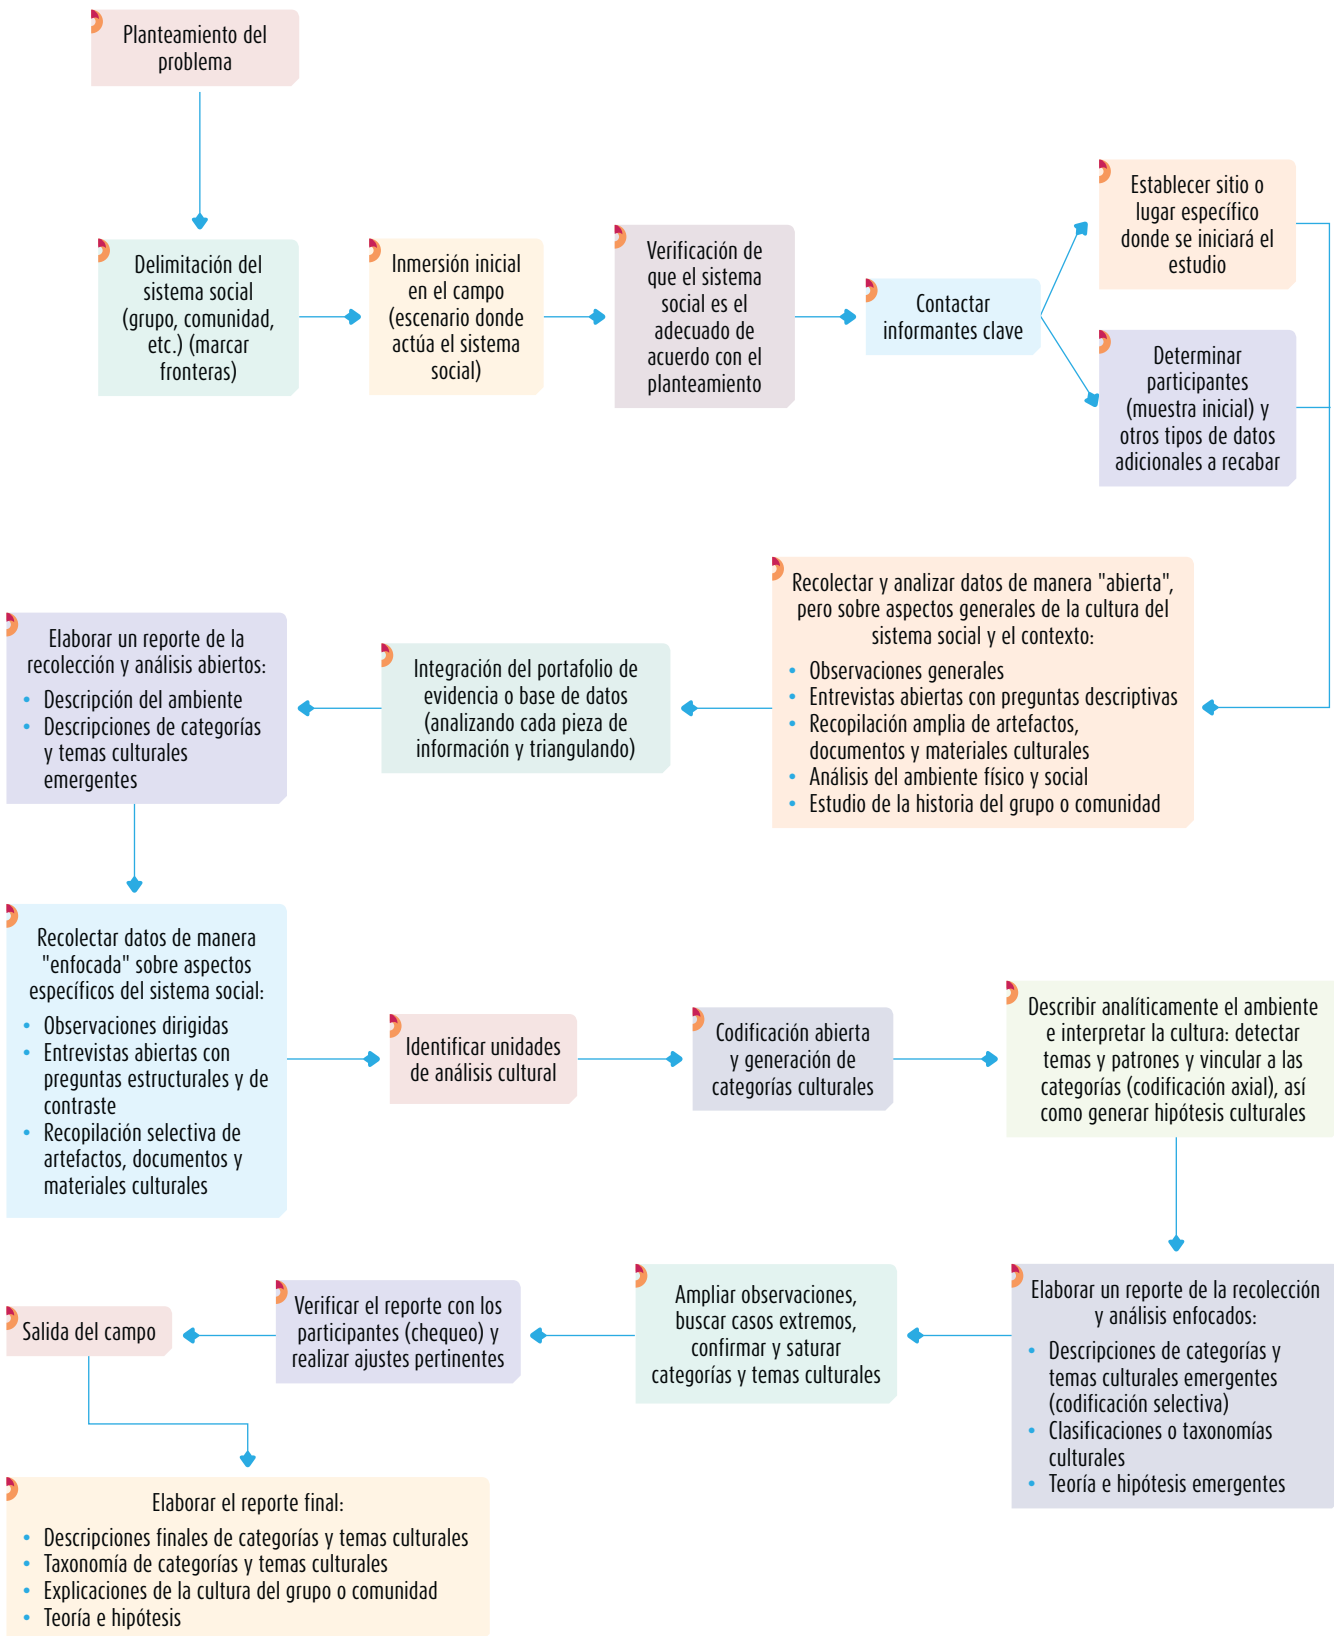 Planteamiento del
problema
Delimitación del
sistema social
(grupo, comunidad,
etc.) (marcar
fronteras)
Inmersión inicial
en el campo
(escenario donde
actúa el sistema
social)
Verificación de
que el sistema
social es el
adecuado de
acuerdo con el
planteamiento
Contactar
informantes clave
Establecer sitio o
lugar específico
donde se iniciará el
estudio
Determinar
participantes
(muestra inicial) y
otros tipos de datos
adicionales a recabar
Recolectar y analizar datos de manera "abierta",
pero sobre aspectos generales de la cultura del
sistema social y el contexto:
• Observaciones generales
• Entrevistas abiertas con preguntas descriptivas
• Recopilación amplia de artefactos,
documentos y materiales culturales
• Análisis del ambiente físico y social
• Estudio de la historia del grupo o comunidad
Integración del portafolio de
evidencia o base de datos
(analizando cada pieza de
información y triangulando)
Elaborar un reporte de la
recolección y análisis abiertos:
• Descripción del ambiente
• Descripciones de categorías
y temas culturales
emergentes
Recolectar datos de manera
"enfocada" sobre aspectos
específicos del sistema social:
• Observaciones dirigidas
• Entrevistas abiertas con
preguntas estructurales y de
contraste
• Recopilación selectiva de
artefactos, documentos y
materiales culturales
Identificar unidades
de análisis cultural
Codificación abierta
y generación de
categorías culturales
Describir analíticamente el ambiente
e interpretar la cultura: detectar
temas y patrones y vincular a las
categorías (codificación axial), así
como generar hipótesis culturales
Elaborar un reporte de la recolección
y análisis enfocados:
• Descripciones de categorías y
temas culturales emergentes
(codificación selectiva)
• Clasificaciones o taxonomías
culturales
• Teoría e hipótesis emergentes
Ampliar observaciones,
buscar casos extremos,
confirmar y saturar
categorías y temas culturales
Verificar el reporte con los
participantes (chequeo) y
realizar ajustes pertinentes
Salida del campo
Elaborar el reporte final:
• Descripciones finales de categorías y temas culturales
• Taxonomía de categorías y temas culturales
• Explicaciones de la cultura del grupo o comunidad
• Teoría e hipótesis